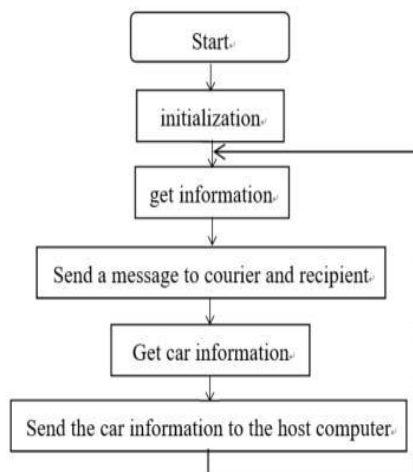 Start
initialization
get information
Send a message to courier and recipient
Get car information
Send the car information to the host computer